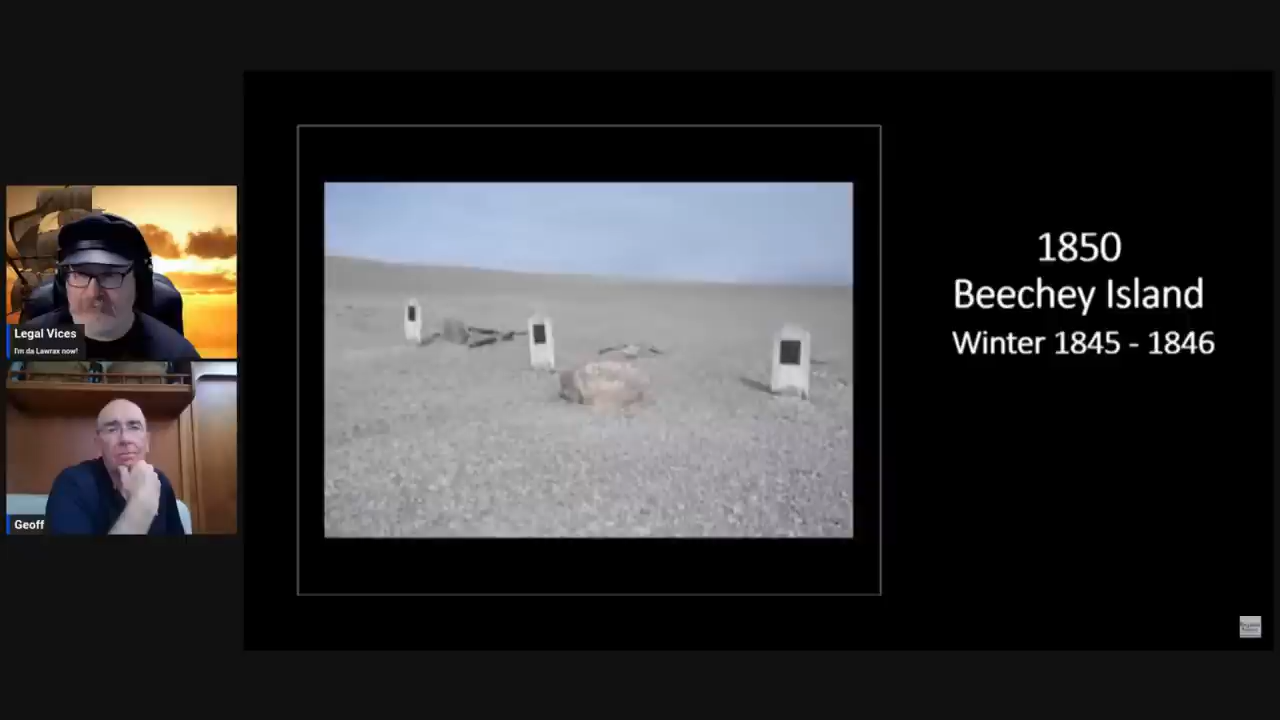 Legal Vices
I'm da Lawrax now!
Geoff
1850
Beechey Island
Winter 1845 - 1846